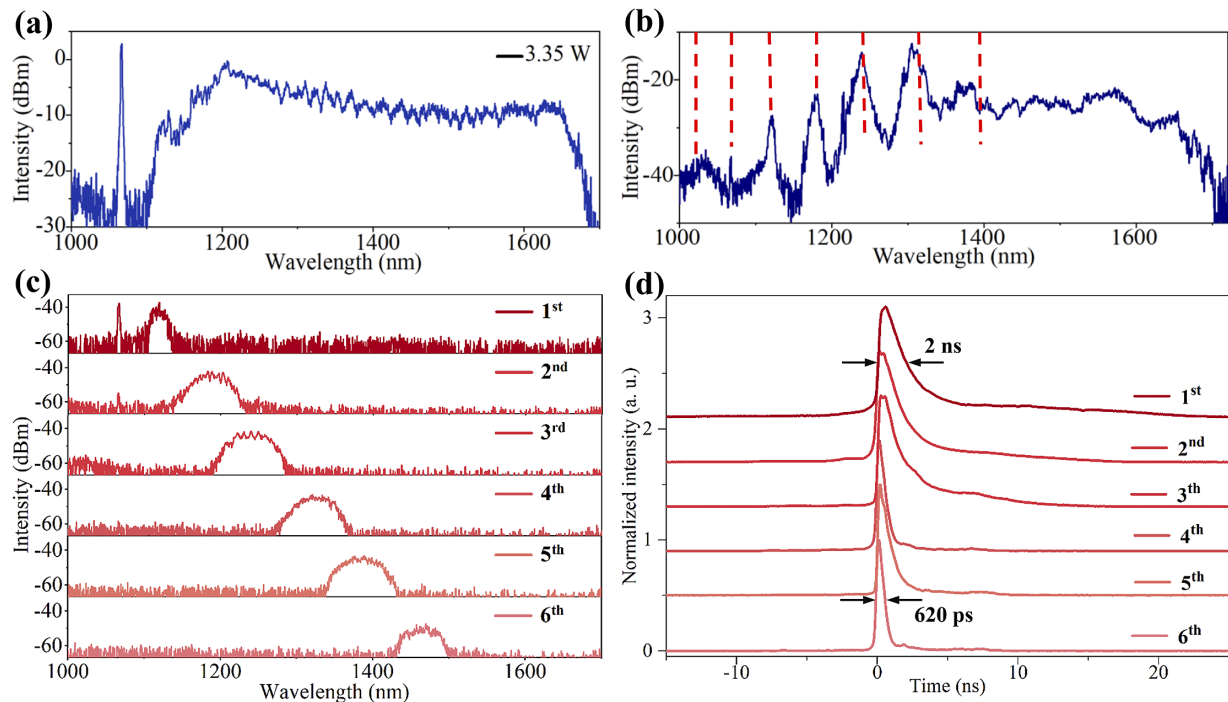 (a)
0
-10
-20
-30
Intensity (dBm)
3.35 W
1000
1200
1400
1600
Wavelength (nm)
(b)
-20
-40
Intensity (dBm)
1000
1200
1400
1600
Wavelength (nm)
(c)
-40
-60
1st
-40
-60
2nd
-40
-60
3rd
-40
-60
4th
-40
-60
5th
-40
-60
6th
Intensity (dBm)
1000
1200
1400
1600
Wavelength (nm)
(d)
3
2
1
0
Normalized intensity (a. u.)
2 ns
1st
2nd
3th
4th
5th
620 ps
6th
-10
0
10
20
Time (ns)